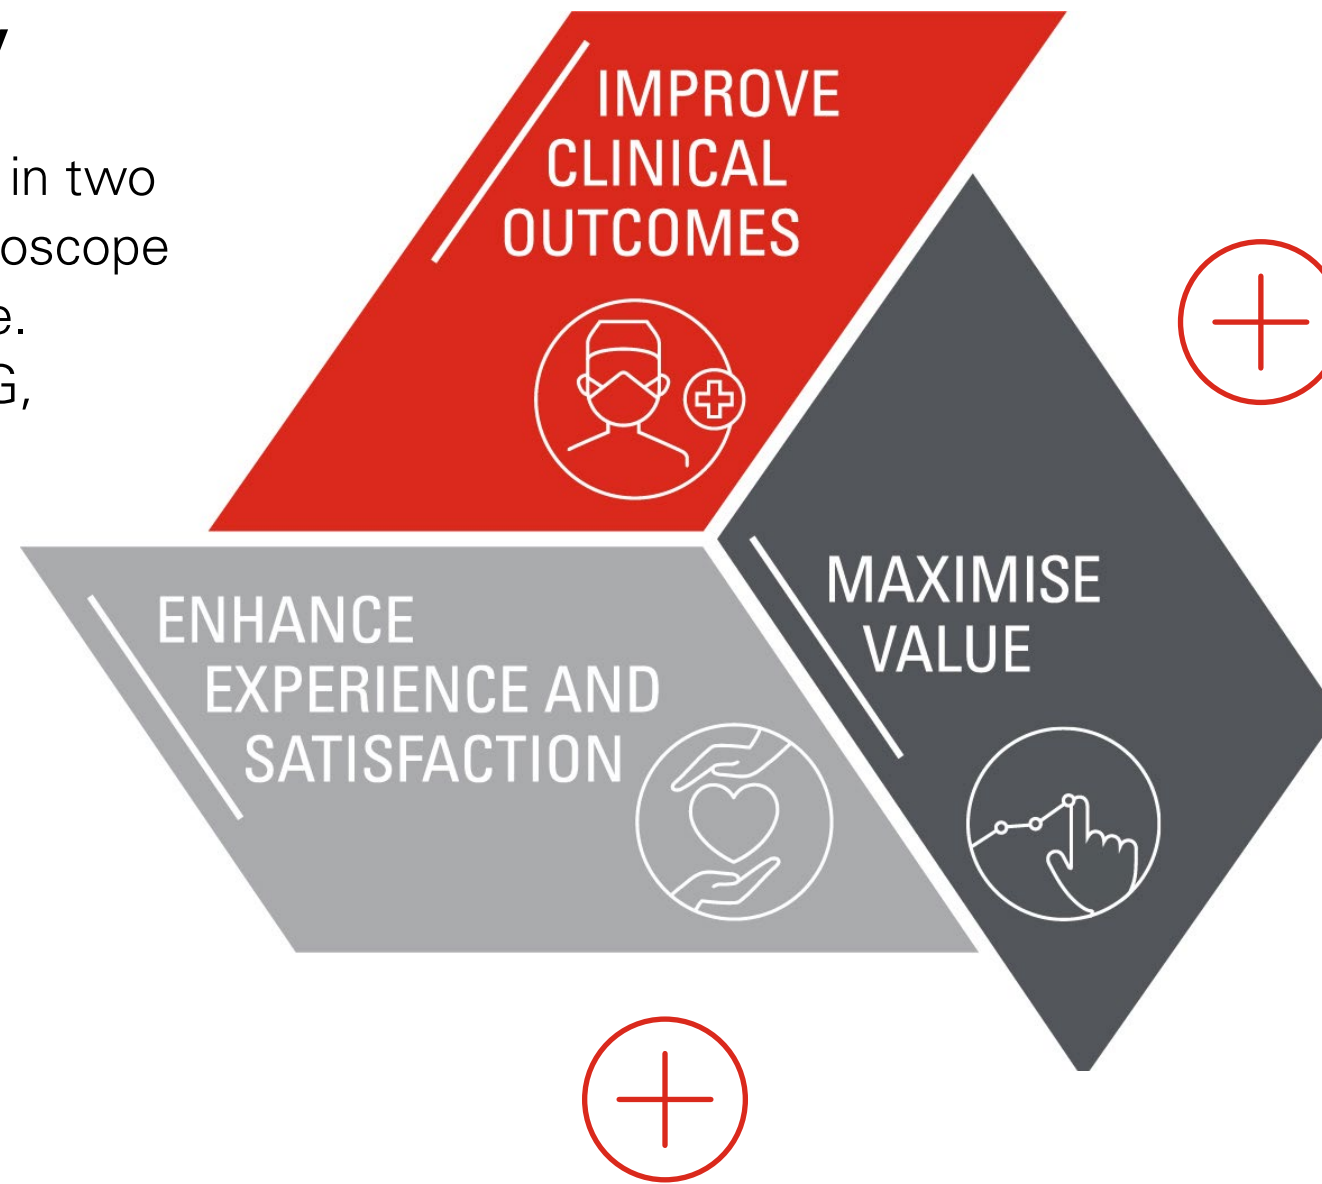 in two
oscope
e.
G,
IMPROVE
CLINICAL
OUTCOMES
MAXIMISE
VALUE
ENHANCE
EXPERIENCE AND
SATISFACTION